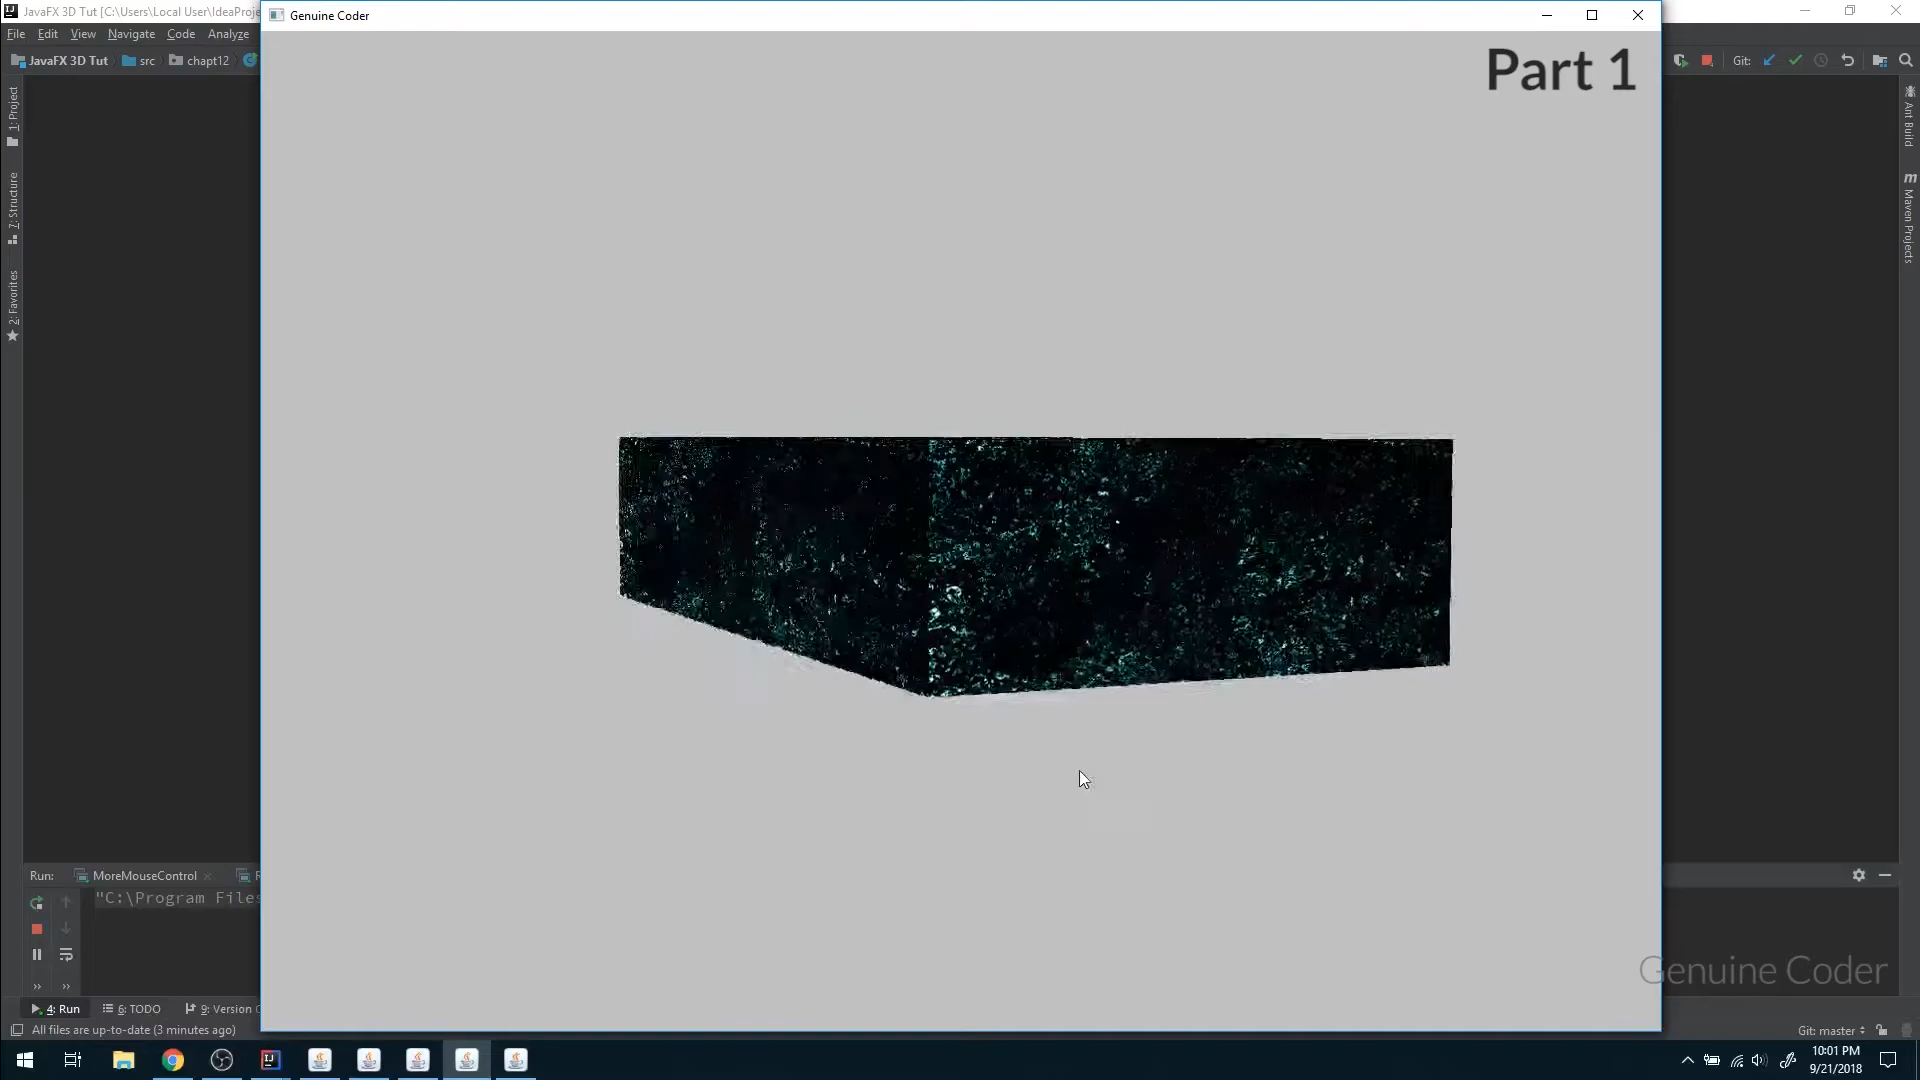 JavaFX 3D Tut [C:\Users\Local User\IdeaProje
Genuine Coder
File Edit View Navigate Code Analyze
JavaFX 3D Tut src chapt12
Git:
Part 1
1: Project
7: Structure
2: Favorites
Ant Build
m Maven Projects
Run: MoreMouseControl
"C:\Program Files
Genuine Coder
4: Run 6: TODO 9: Version C
All files are up-to-date (3 minutes ago)
Git: master
10:01 PM
9/21/2018